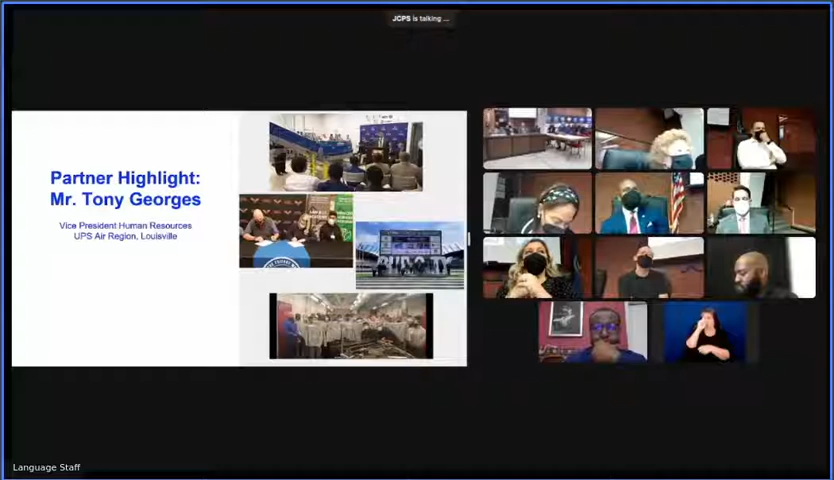 JCPS is talking ...
Partner Highlight:
Mr. Tony Georges
Vice President Human Resources
UPS Air Region, Louisville
Language Staff